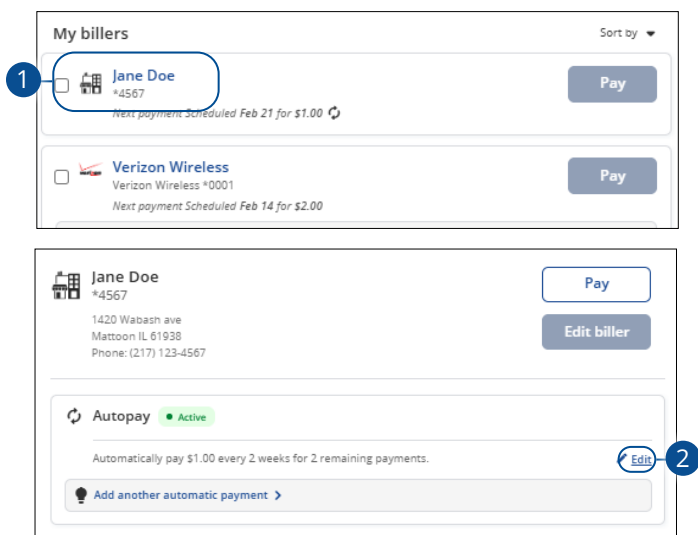 My billers
Sort by
1
Jane Doe
Pay
*4567
Next payment Scheduled Feb 21 for $1.00
Verizon Wireless
Pay
Verizon Wireless *0001
Next payment Scheduled Feb 14 for $2.00
Jane Doe
Pay
*4567
1420 Wabash ave
Edit biller
Mattoon IL 61938
Phone: (217) 123-4567
Autopay
Active
Automatically pay $1.00 every 2 weeks for 2 remaining payments.
Edit
2
Add another automatic payment